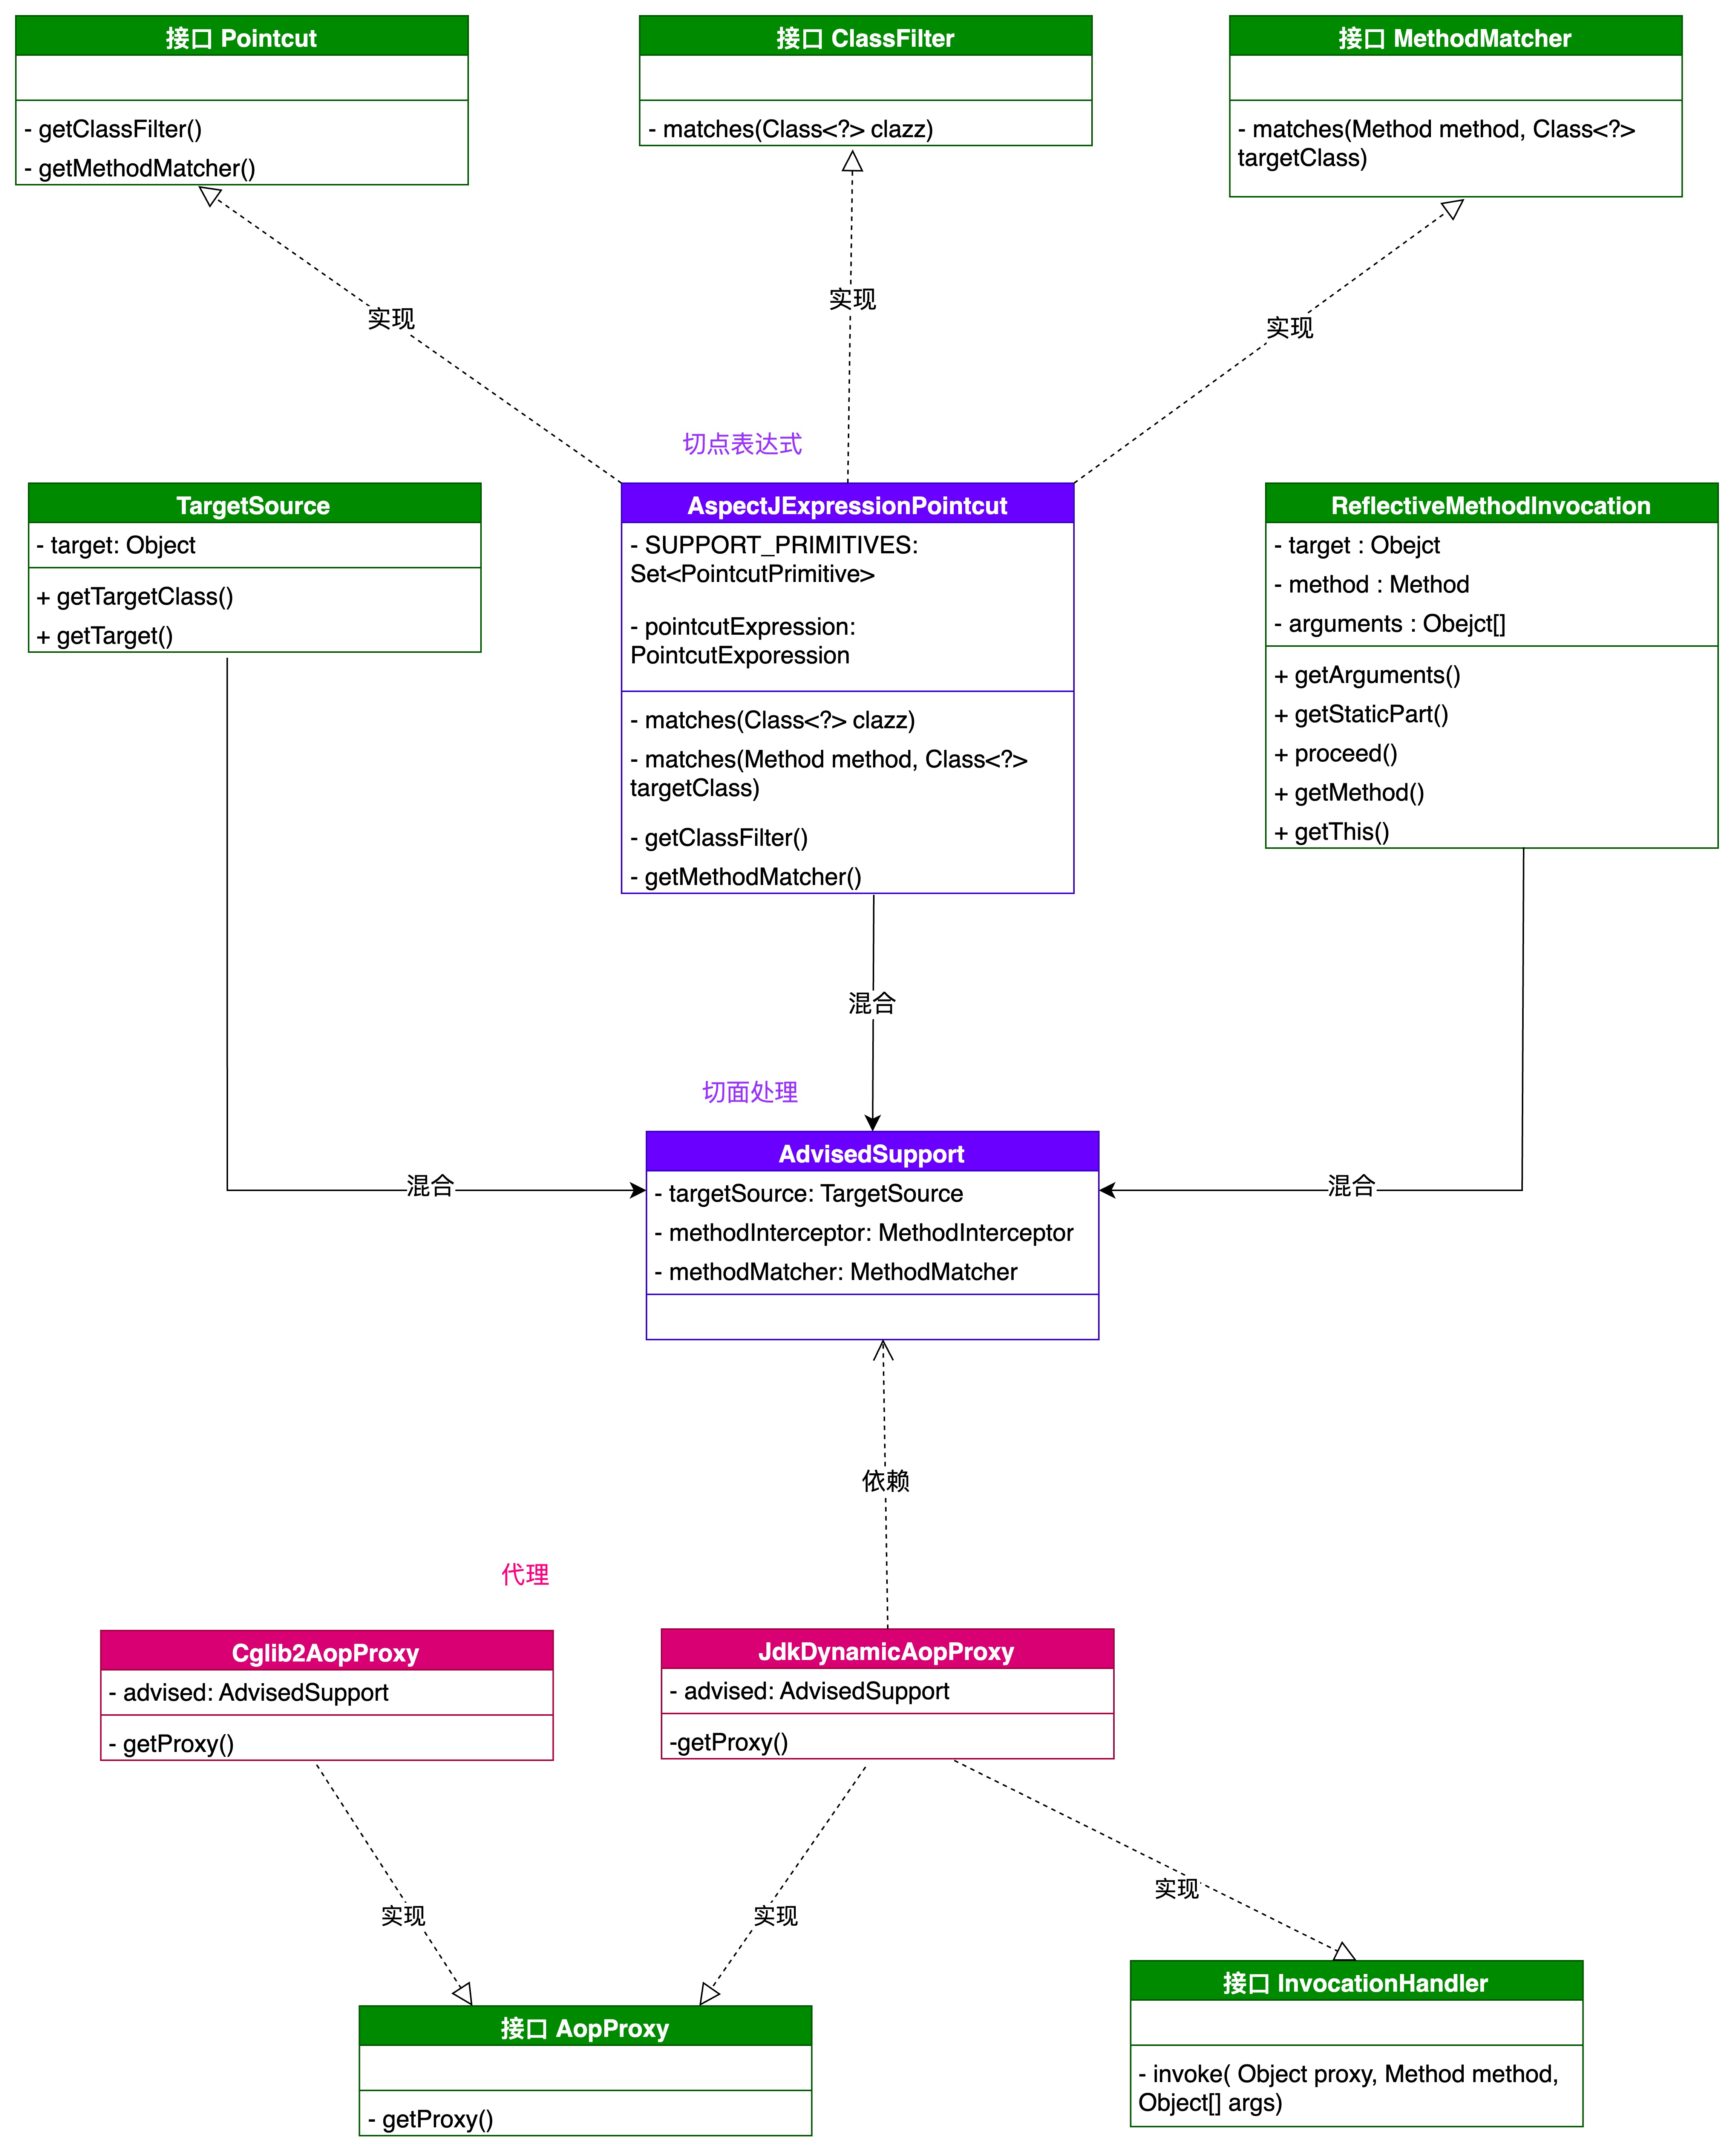 接口 Pointcut
- getClassFilter()
- getMethodMatcher()
接口 ClassFilter
- matches(Class<?> clazz)
接口 MethodMatcher
- matches(Method method, Class<?>
targetClass)
实现
实现
实现
切点表达式
TargetSource
- target: Object
+ getTargetClass()
+ getTarget()
AspectJExpressionPointcut
- SUPPORT_PRIMITIVES:
Set<PointcutPrimitive>
- pointcutExpression:
PointcutExporession
- matches(Class<?> clazz)
- matches(Method method, Class<?>
targetClass)
- getClassFilter()
- getMethodMatcher()
ReflectiveMethodInvocation
- target : Obejct
- method : Method
- arguments : Obejct[]
+ getArguments()
+ getStaticPart()
+ proceed()
+ getMethod()
+ getThis()
混合
切面处理
混合
混合
AdvisedSupport
- targetSource: TargetSource
- methodInterceptor: MethodInterceptor
- methodMatcher: MethodMatcher
依赖
代理
Cglib2AopProxy
- advised: AdvisedSupport
- getProxy()
JdkDynamicAopProxy
- advised: AdvisedSupport
-getProxy()
实现
实现
实现
接口 AopProxy
- getProxy()
接口 InvocationHandler
- invoke( Object proxy, Method method,
Object[] args)